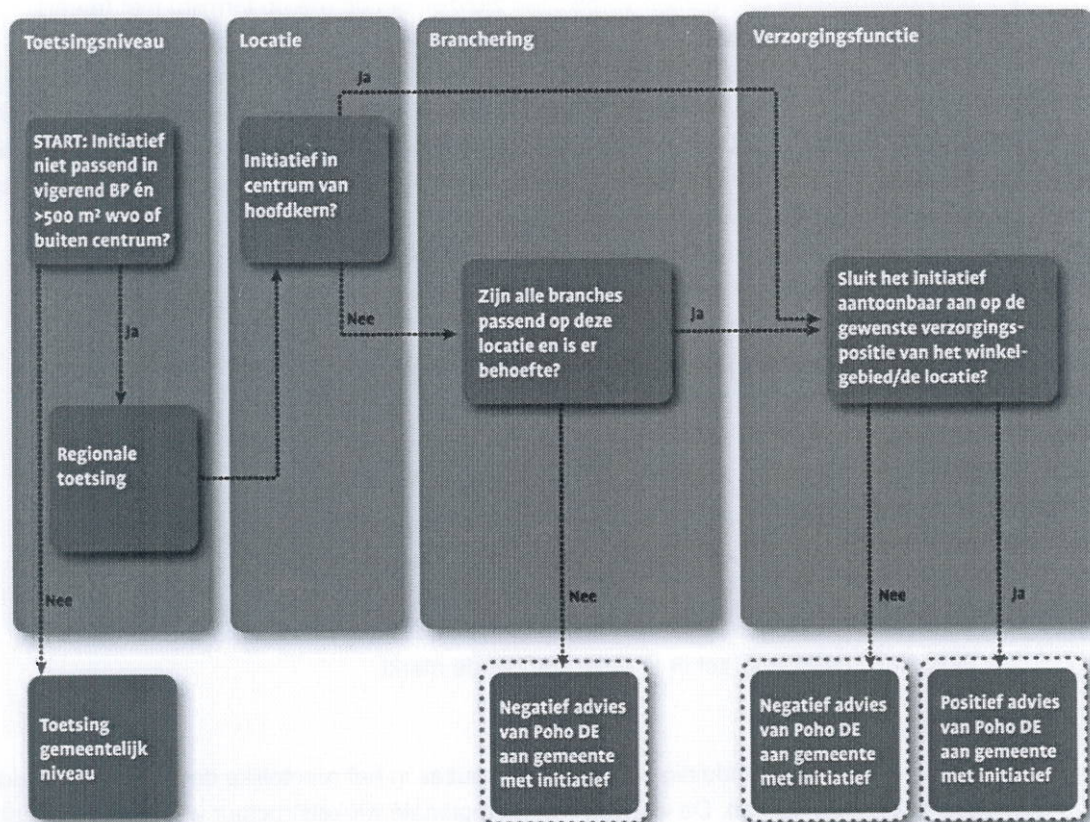 Toetsingsniveau
START: Initiatief
niet passend in
vigerend BP én
>500 m² wvo of
buiten centrum?
Ja
Regionale
toetsing
Nee
Toetsing
gemeentelijk
niveau
Locatie
Initiatief in
centrum van
hoofdkern?
Ja
Nee
Branchering
Zijn alle branches
passend op deze
locatie en is er
behoefte?
Ja
Nee
Negatief advies
van Poho DE
aan gemeente
met initiatief
Verzorgingsfunctie
Sluit het initiatief
aantoonbaar aan op de
gewenste verzorgings-
positie van het winkel-
gebied/de locatie?
Nee
Ja
Negatief advies
van Poho DE
aan gemeente
met initiatief
Positief advies
van Poho DE
aan gemeente
met initiatief